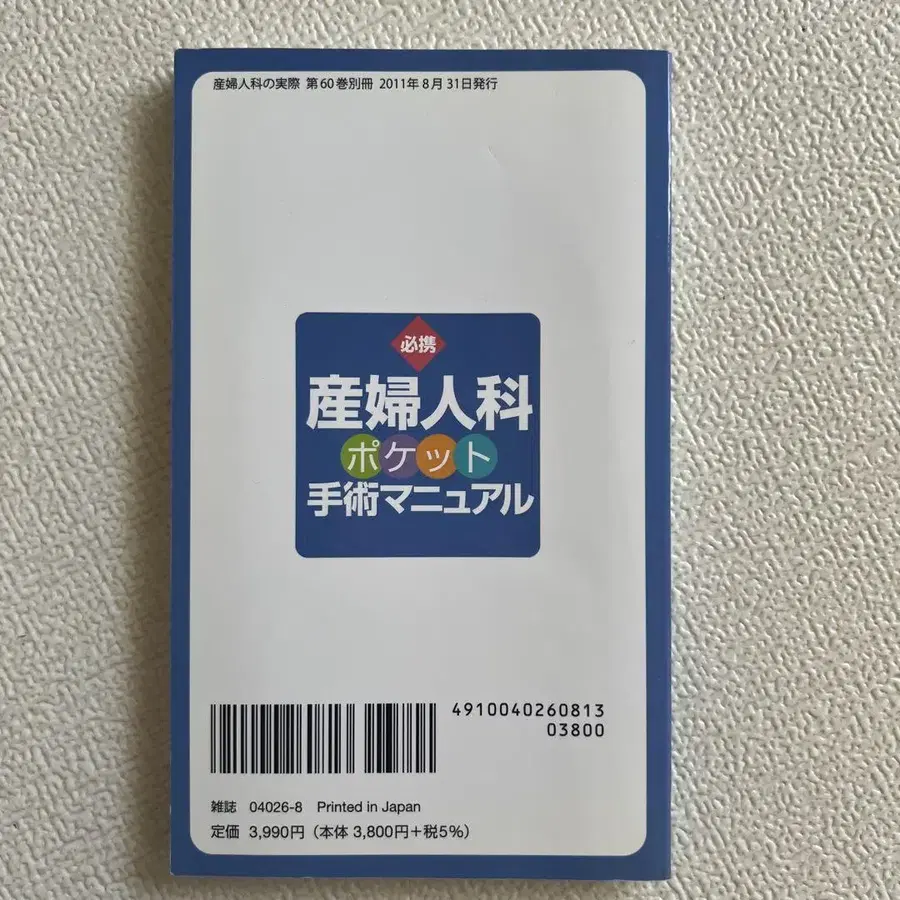 産婦人科の実際 第60巻別冊 2011年8月31日発行
必携
産婦人科
ポケット
手術マニュアル
4910040260813
03800
雑誌 04026-8 Printed in Japan
定価 3,990円(本体 3,800円+税5%)